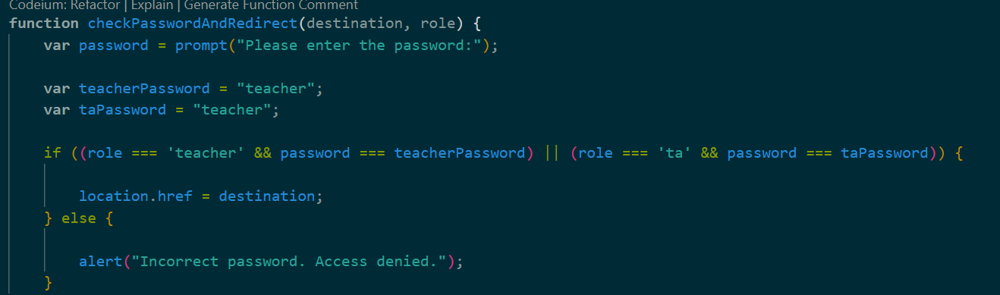 Codeium: Refactor | Explain | Generate Function Comment
function checkPasswordAndRedirect(destination, role) {
var password = prompt("Please enter the password:");
var teacherPassword = "teacher";
var taPassword = "teacher";
if ((role === 'teacher' && password === teacherPassword) || (role === 'ta' && password === taPassword)) {
location.href = destination;
} else {
alert("Incorrect password. Access denied.");
}